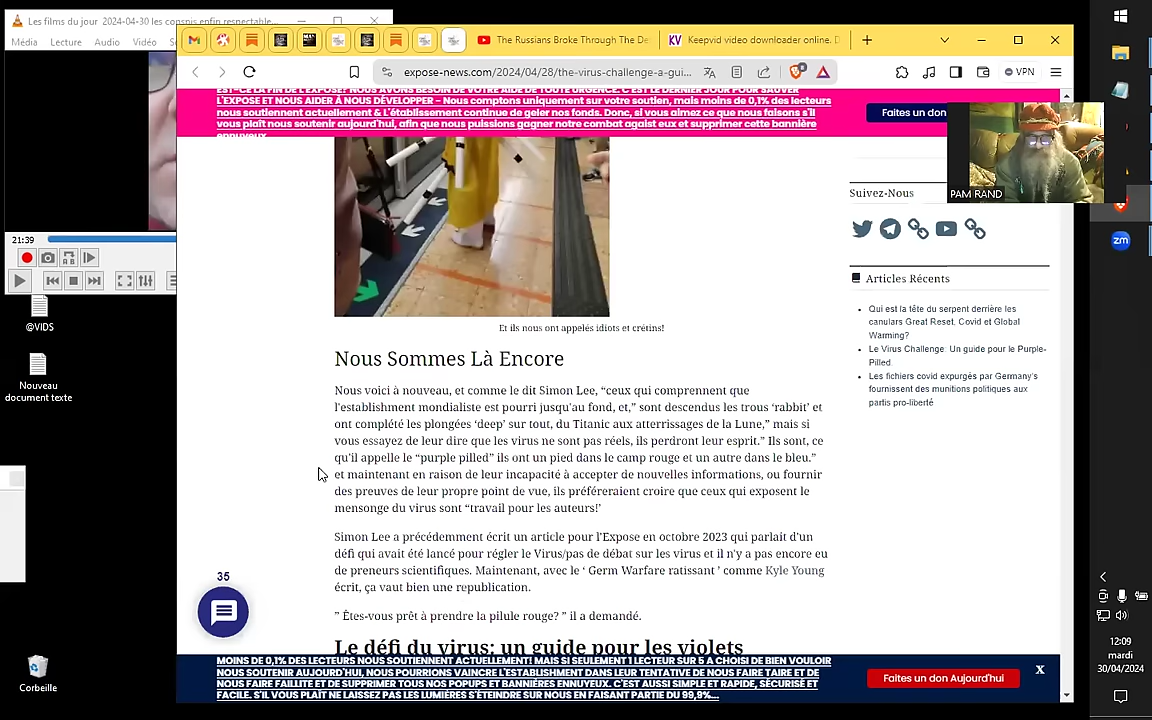 Les films du jour 2024-04-30 les conspis enfin respectable...
Média Lecture Audio Vidéo
The Russians Broke Through The De
Keepvid video downloader online. D
expose-news.com/2024/04/28/the-virus-challenge-a-gui...
VPN
EST-CE LA FIN DE L'EXPOSÉ? NOUS AVONS BESOIN DE VOTRE AIDE DE TOUTE URGENCE. C'EST LE DERNIER JOUR POUR SAUVER
L'EXPOSE ET NOUS AIDER À NOUS DÉVELOPPER - Nous comptons uniquement sur votre soutien, mais moins de 0,1% des lecteurs
nous soutiennent actuellement & L'établissement continue de geler nos fonds. Donc, si vous aimez ce que nous faisons s'il
vous plaît nous soutenir aujourd'hui, afin que nous puissions gagner notre combat agaist eux et supprimer cette bannière
ennuyeux.
Faites un don
PAM RAND
Suivez-Nous
21:39
Articles Récents
Qui est la tête du serpent derrière les
canulars Great Reset, Covid et Global
Warming?
Le Virus Challenge: Un guide pour le Purple-
Pilled.
Les fichiers covid expurgés par Germany's
fournissent des munitions politiques aux
partis pro-liberté
@VIDS
Nouveau
document texte
Et ils nous ont appelés idiots et crétins!
Nous Sommes Là Encore
Nous voici à nouveau, et comme le dit Simon Lee, “ceux qui comprennent que
l'establishment mondialiste est pourri jusqu'au fond, et,” sont descendus les trous ‘rabbit’ et
ont complété les plongées ‘deep’ sur tout, du Titanic aux atterrissages de la Lune,” mais si
vous essayez de leur dire que les virus ne sont pas réels, ils perdront leur esprit.” Ils sont, ce
qu'il appelle le “purple pilled” ils ont un pied dans le camp rouge et un autre dans le bleu.”
et maintenant en raison de leur incapacité à accepter de nouvelles informations, ou fournir
des preuves de leur propre point de vue, ils préféreraient croire que ceux qui exposent le
mensonge du virus sont “travail pour les auteurs!’
Simon Lee a précédemment écrit un article pour l'Expose en octobre 2023 qui parlait d'un
défi qui avait été lancé pour régler le Virus/pas de débat sur les virus et il n'y a pas encore eu
de preneurs scientifiques. Maintenant, avec le ‘ Germ Warfare ratissant ’ comme Kyle Young
écrit, ça vaut bien une republication.
” Êtes-vous prêt à prendre la pilule rouge? ” il a demandé.
Le défi du virus: un guide pour les violets
35
MOINS DE 0,1% DES LECTEURS NOUS SOUTIENNENT ACTUELLEMENT! MAIS SI SEULEMENT 1 LECTEUR SUR 5 A CHOISI DE BIEN VOULOIR
NOUS SOUTENIR AUJOURD'HUI, NOUS POURRIONS VAINCRE L'ESTABLISHMENT DANS LEUR TENTATIVE DE NOUS FAIRE TAIRE ET DE
NOUS FAIRE FAILLITE ET DE SUPPRIMER TOUS NOS POPUPS ET BANNIÈRES ENNUYEUX. C'EST AUSSI SIMPLE ET RAPIDE, SÉCURISÉ ET
FACILE. S'IL VOUS PLAÎT NE LAISSEZ PAS LES LUMIÈRES S'ÉTEINDRE SUR NOUS EN FAISANT PARTIE DU 99,9%...
Faites un don Aujourd'hui
X
Corbeille
zm
12:09
mardi
30/04/2024